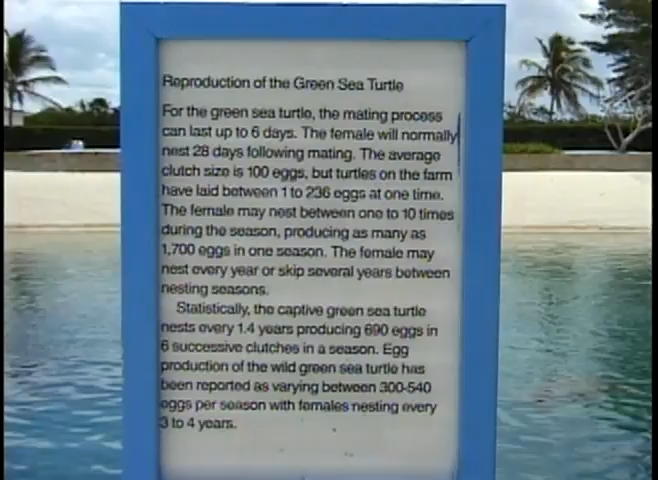 Reproduction of the Green Sea Turtle
For the green sea turtle, the mating process
can last up to 6 days. The female will normally
nest 28 days following mating. The average
clutch size is 100 eggs, but turtles on the farm
have laid between 1 to 236 eggs at one time.
The female may nest between one to 10 times
during the season, producing as many as
1,700 eggs in one season. The female may
nest every year or skip several years between
nesting seasons.
Statistically, the captive green sea turtle
nests every 1.4 years producing 690 eggs in
6 successive clutches in a season. Egg
production of the wild green sea turtle has
been reported as varying between 300-540
eggs per season with females nesting every
3 to 4 years.